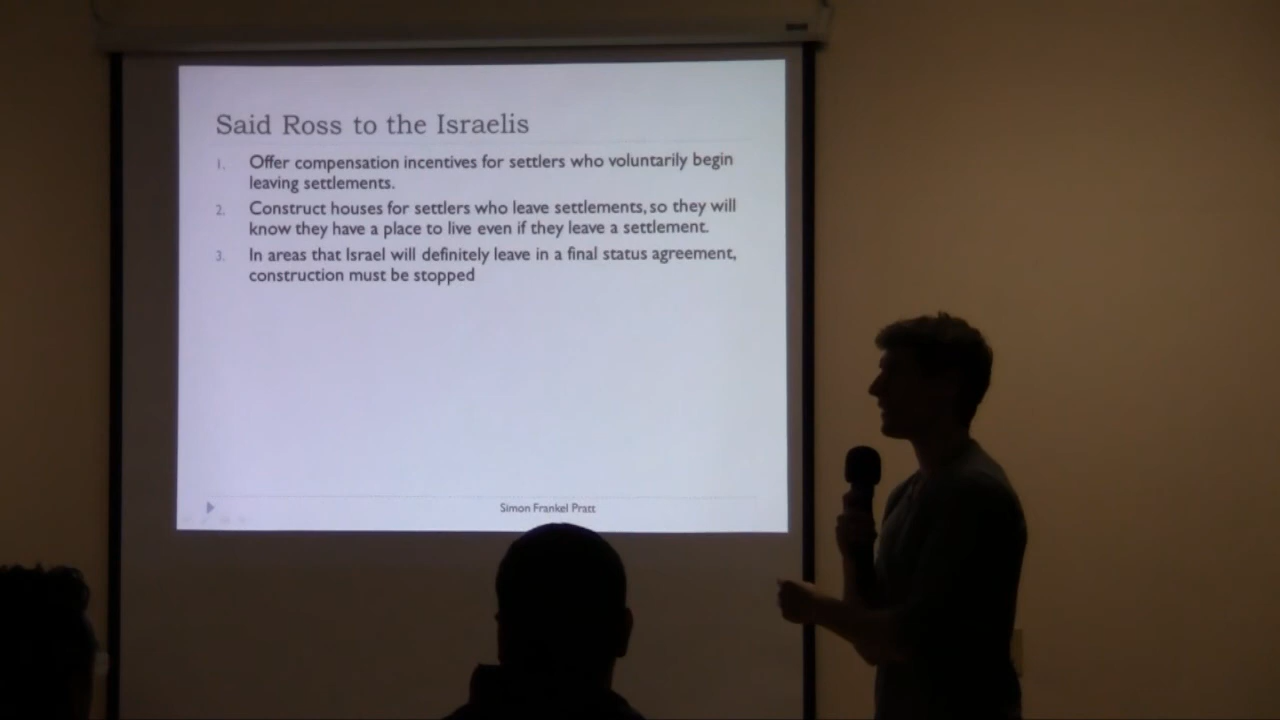 Said Ross to the Israelis
1. Offer compensation incentives for settlers who voluntarily begin
leaving settlements.
2. Construct houses for settlers who leave settlements, so they will
know they have a place to live even if they leave a settlement.
3. In areas that Israel will definitely leave in a final status agreement,
construction must be stopped
Simon Frankel Pratt